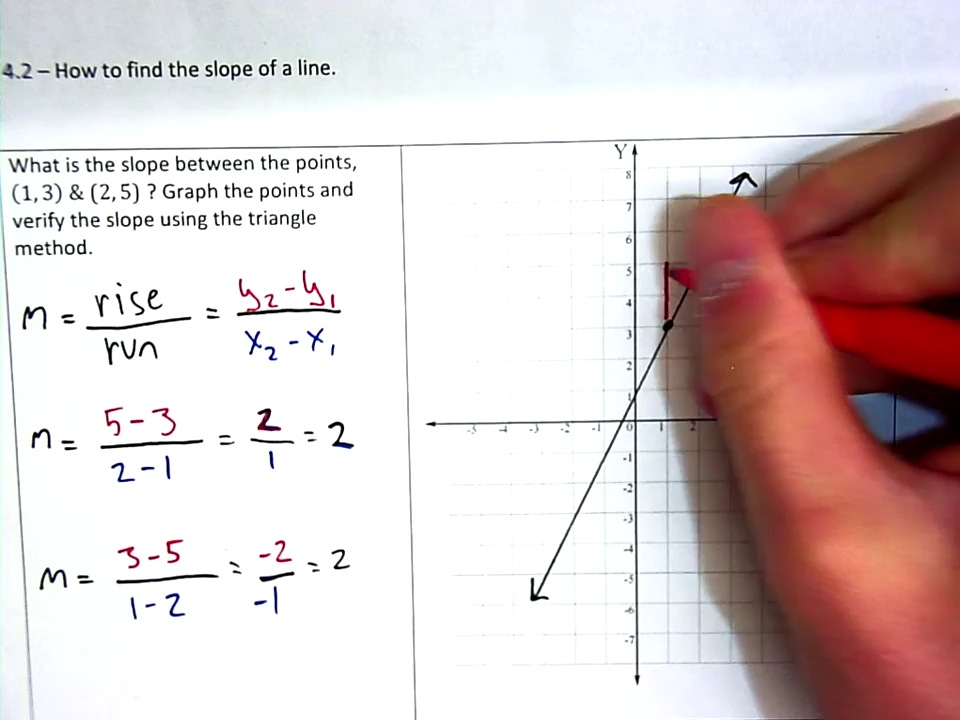 4.2 – How to find the slope of a line.
What is the slope between the points,
(1,3) & (2,5) ? Graph the points and
verify the slope using the triangle
method.
m = rise/run = y₂-y₁/x₂-x₁
m = 5-3/2-1 = 2/1 = 2
m = 3-5/1-2 = -2/-1 = 2
Y
8
7
6
5
4
3
2
1
-5 -4 -3 -2 -1 0 1 2
-1
-2
-3
-4
-5
-6
-7